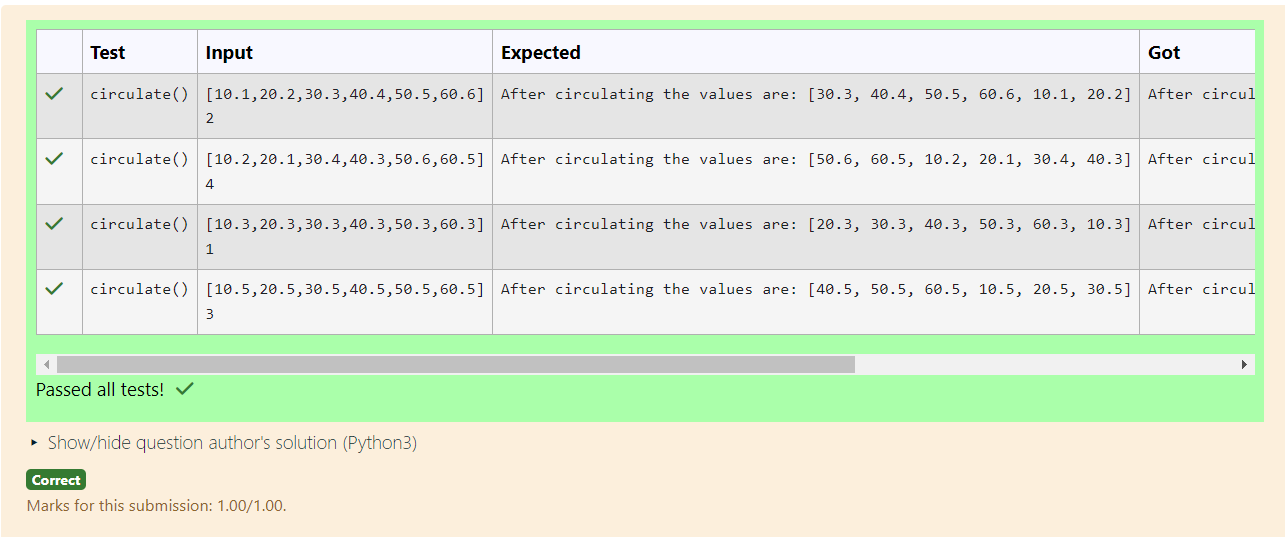 Test Input Expected Got
circulate() [10.1,20.2,30.3,40.4,50.5,60.6] After circulating the values are: [30.3, 40.4, 50.5, 60.6, 10.1, 20.2] After circul
2
circulate() [10.2,20.1,30.4,40.3,50.6,60.5] After circulating the values are: [50.6, 60.5, 10.2, 20.1, 30.4, 40.3] After circul
4
circulate() [10.3,20.3,30.3,40.3,50.3,60.3] After circulating the values are: [20.3, 30.3, 40.3, 50.3, 60.3, 10.3] After circul
1
circulate() [10.5,20.5,30.5,40.5,50.5,60.5] After circulating the values are: [40.5, 50.5, 60.5, 10.5, 20.5, 30.5] After circul
3
Passed all tests!
Show/hide question author's solution (Python3)
Correct
Marks for this submission: 1.00/1.00.